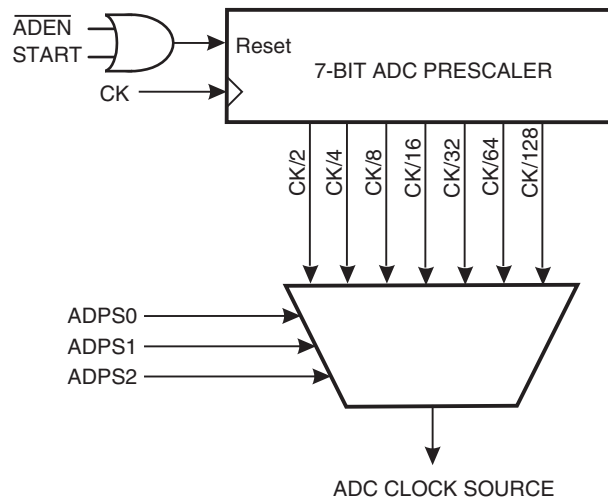 ADEN
START
Reset
7-BIT ADC PRESCALER
CK
CK/2
CK/4
CK/8
CK/16
CK/32
CK/64
CK/128
ADPS0
ADPS1
ADPS2
ADC CLOCK SOURCE